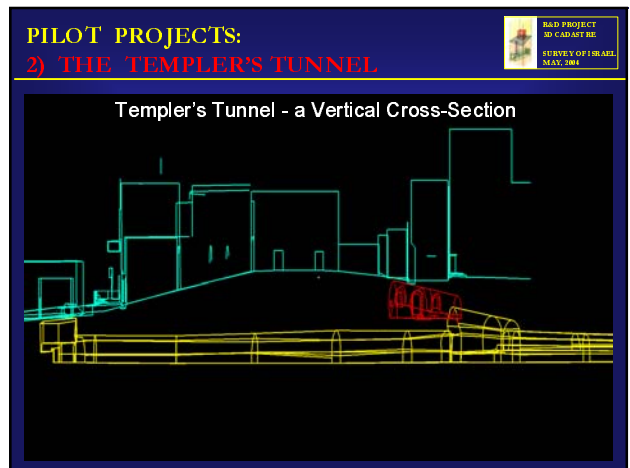 PILOT PROJECTS:
2) THE TEMPLER'S TUNNEL
R&D PROJECT
3D CADASTRE
SURVEY OF ISRAEL
MAY, 2004
Templer's Tunnel - a Vertical Cross-Section